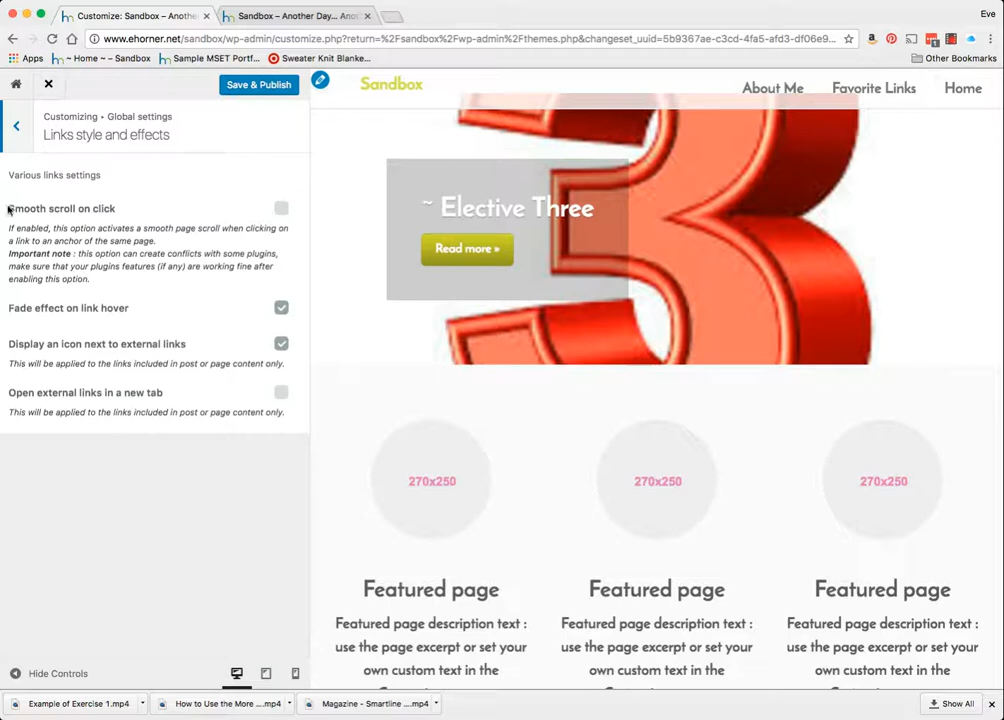 Customize: Sandbox – Anothe
Sandbox – Another Day... Ano
Eve
www.ehorner.net/sandbox/wp-admin/customize.php?return=%2Fsandbox%2Fwp-admin%2Fthemes.php&changeset_uuid=5b9367ae-c3cd-4fa5-afd3-df06e9...
Apps
~ Home ~ – Sandbox
Sample MSET Portf...
Sweater Knit Blanke...
Other Bookmarks
Save & Publish
Sandbox
About Me
Favorite Links
Home
Customizing • Global settings
Links style and effects
Various links settings
Smooth scroll on click
If enabled, this option activates a smooth page scroll when clicking on
a link to an anchor of the same page.
Important note : this option can create conflicts with some plugins,
make sure that your plugins features (if any) are working fine after
enabling this option.
Fade effect on link hover
Display an icon next to external links
This will be applied to the links included in post or page content only.
Open external links in a new tab
This will be applied to the links included in post or page content only.
~ Elective Three
Read more »
270x250
270x250
270x250
Featured page
Featured page
Featured page
Featured page description text :
use the page excerpt or set your
own custom text in the
Featured page description text :
use the page excerpt or set your
own custom text in the
Featured page description text :
use the page excerpt or set your
own custom text in the
Hide Controls
Example of Exercise 1.mp4
How to Use the More ....mp4
Magazine - Smartline ....mp4
Show All